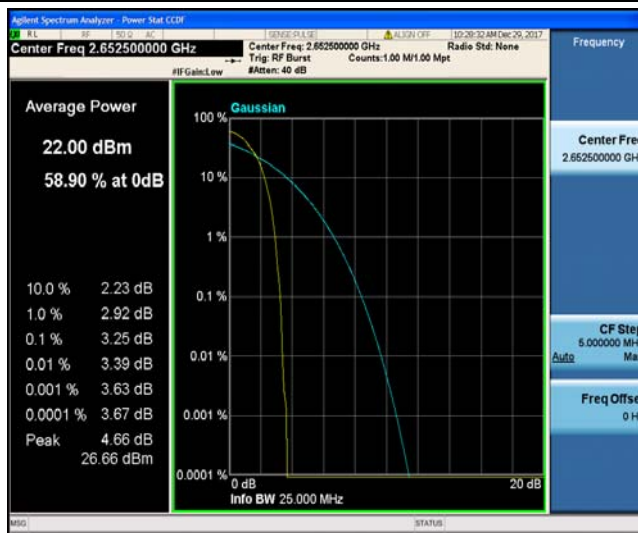 Agilent Spectrum Analyzer - Power Stat CCDF
RL RF 50 Ω AC SENSE:PULSE ALIGN OFF 10:28:32 AM Dec 29, 2017
Center Freq 2.652500000 GHz
Center Freq: 2.652500000 GHz Radio Std: None
Trig: RF Burst Counts:1.00 M/1.00 Mpt
#IFGain:Low #Atten: 40 dB
Frequency
Average Power
22.00 dBm
58.90 % at 0dB
10.0 % 2.23 dB
1.0 % 2.92 dB
0.1 % 3.25 dB
0.01 % 3.39 dB
0.001 % 3.63 dB
0.0001 % 3.67 dB
Peak 4.66 dB
26.66 dBm
Gaussian
100 %
10 %
1 %
0.1 %
0.01 %
0.001 %
0.0001 %
0 dB 20 dB
Info BW 25.000 MHz
Center Fre
2.652500000 GH
CF Ste
5.000000 MH
Auto Ma
Freq Offse
0 H
MSG STATUS